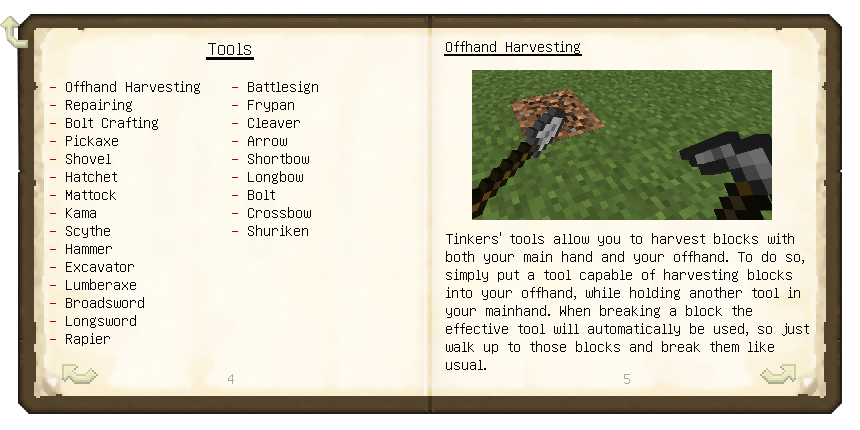 Tools
- Offhand Harvesting
- Repairing
- Bolt Crafting
- Pickaxe
- Shovel
- Hatchet
- Mattock
- Kama
- Scythe
- Hammer
- Excavator
- Lumberaxe
- Broadsword
- Longsword
- Rapier
- Battlesign
- Frypan
- Cleaver
- Arrow
- Shortbow
- Longbow
- Bolt
- Crossbow
- Shuriken
4
Offhand Harvesting
Tinkers' tools allow you to harvest blocks with
both your main hand and your offhand. To do so,
simply put a tool capable of harvesting blocks
into your offhand, while holding another tool in
your mainhand. When breaking a block the
effective tool will automatically be used, so just
walk up to those blocks and break them like
usual.
5